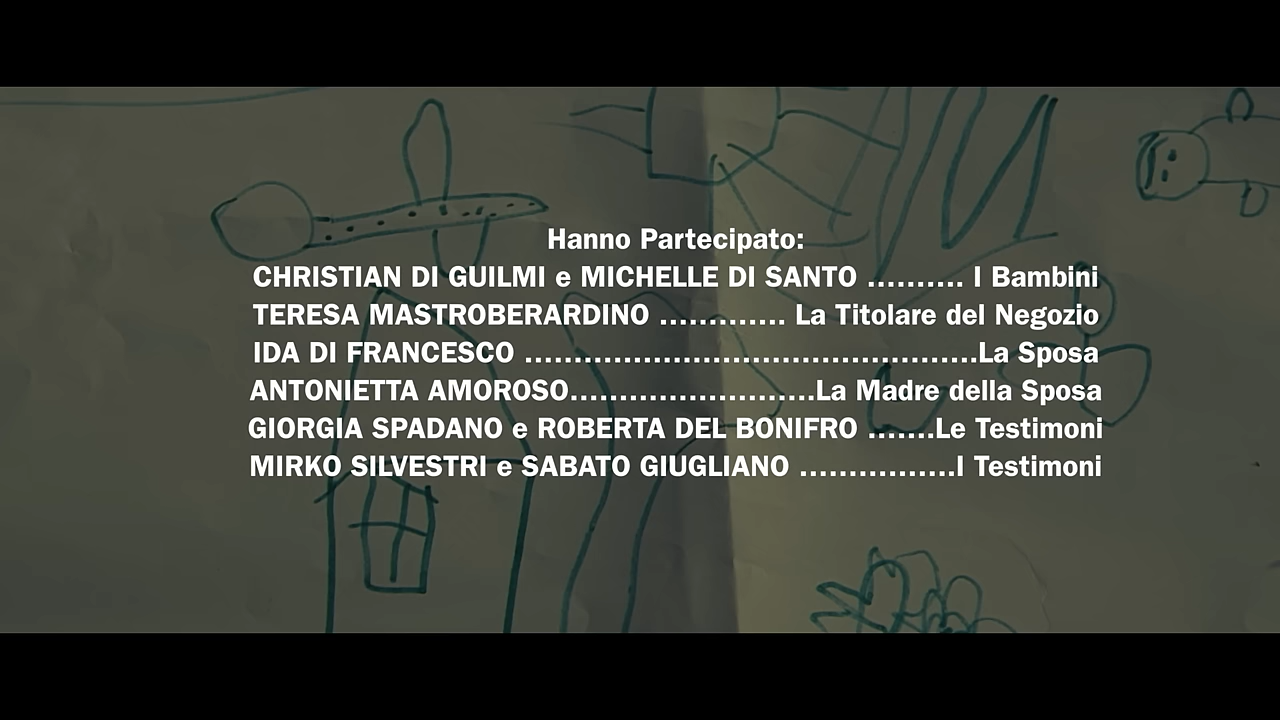 Hanno Partecipato:
CHRISTIAN DI GUILMI e MICHELLE DI SANTO .......... I Bambini
TERESA MASTROBERARDINO ............. La Titolare del Negozio
IDA DI FRANCESCO ..............................................La Sposa
ANTONIETTA AMOROSO.........................La Madre della Sposa
GIORGIA SPADANO e ROBERTA DEL BONIFRO .......Le Testimoni
MIRKO SILVESTRI e SABATO GIUGLIANO ................I Testimoni